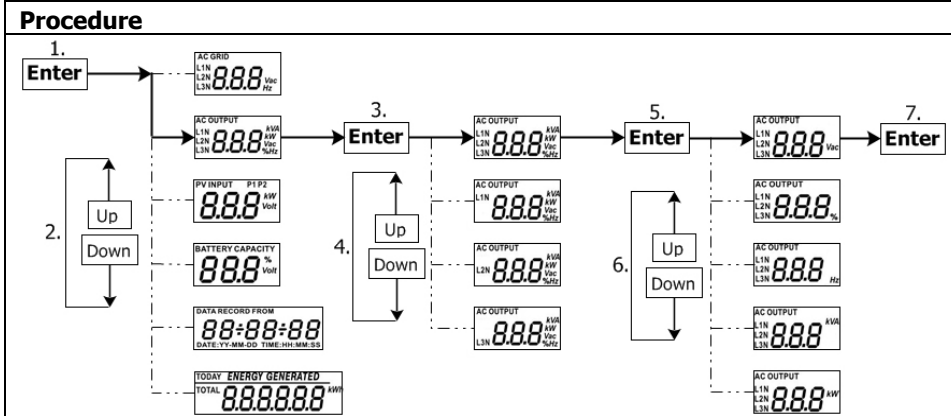 Procedure
1.
Enter
AC GRID
L1N
L2N
L3N
8.8.8
Vac
Hz
AC OUTPUT
L1N
L2N
L3N
8.8.8
kVA
kW
Vac
%Hz
PV INPUT P1 P2
8.8.8
kW
Volt
BATTERY CAPACITY
888
%
Volt
DATA RECORD FROM
88:88:88
DATE:YY-MM-DD TIME:HH:MM:SS
TODAY ENERGY GENERATED
TOTAL
8.8.8.8.8.8
kWh
2.
Up
Down
3.
Enter
AC OUTPUT
L1N
L2N
L3N
8.8.8
kVA
kW
Vac
%Hz
AC OUTPUT
L1N
8.8.8
kVA
kW
Vac
%Hz
AC OUTPUT
L2N
8.8.8
kVA
kW
Vac
%Hz
AC OUTPUT
L3N
8.8.8
kVA
kW
Vac
%Hz
4.
Up
Down
5.
Enter
AC OUTPUT
L1N
L2N
L3N
8.8.8
Vac
AC OUTPUT
L1N
L2N
L3N
8.8.8
%
AC OUTPUT
L1N
L2N
L3N
8.8.8
Hz
AC OUTPUT
L1N
L2N
L3N
8.8.8
kVA
AC OUTPUT
L1N
L2N
L3N
8.8.8
kW
6.
Up
Down
7.
Enter